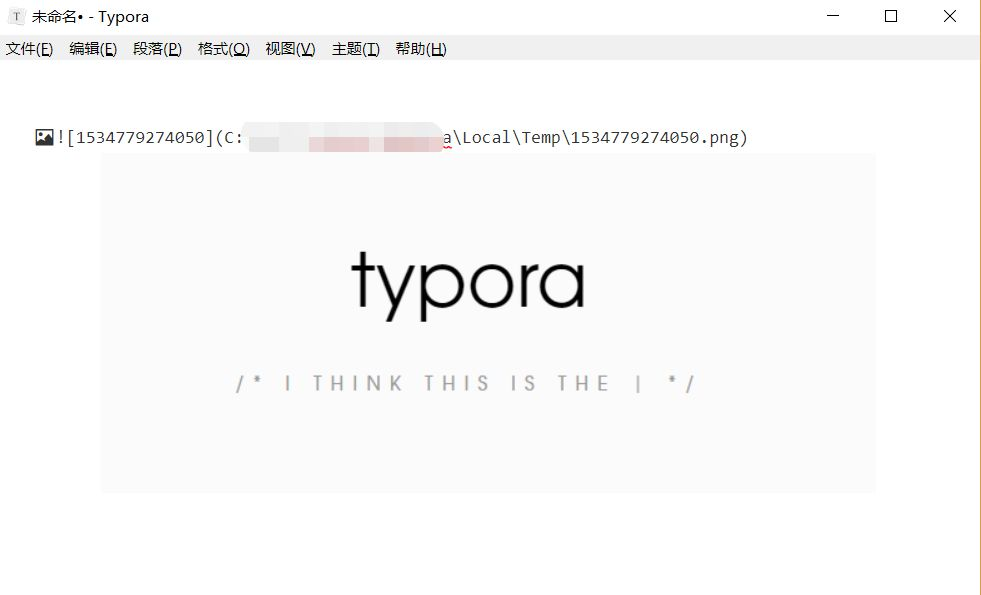 未命名• - Typora
文件(F) 编辑(E) 段落(P) 格式(O) 视图(V) 主题(T) 帮助(H)
![1534779274050](C: a\Local\Temp\1534779274050.png)
typora
/* I THINK THIS IS THE | */